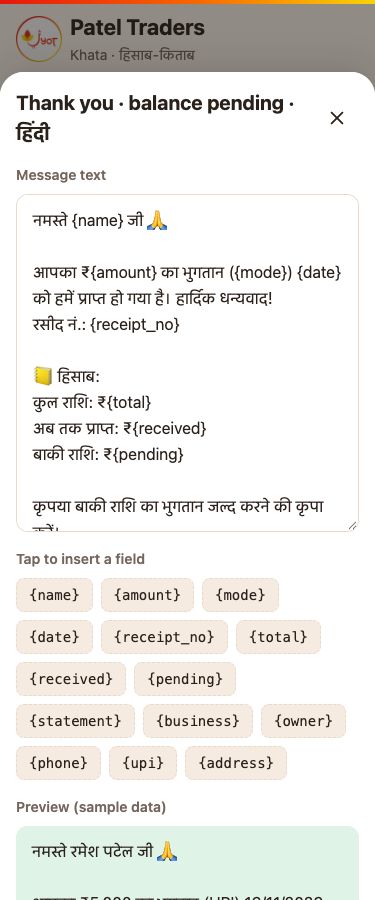 Jyot
Patel Traders
Khata · हिसाब-किताब
Thank you · balance pending ·
हिंदी
Message text
नमस्ते {name} जी 🙏
आपका ₹{amount} का भुगतान ({mode}) {date}
को हमें प्राप्त हो गया है। हार्दिक धन्यवाद!
रसीद नं.: {receipt_no}
📒 हिसाब:
कुल राशि: ₹{total}
अब तक प्राप्त: ₹{received}
बाकी राशि: ₹{pending}
कृपया बाकी राशि का भुगतान जल्द करने की कृपा
Tap to insert a field
{name} {amount} {mode}
{date} {receipt_no} {total}
{received} {pending}
{statement} {business} {owner}
{phone} {upi} {address}
Preview (sample data)
नमस्ते रमेश पटेल जी 🙏